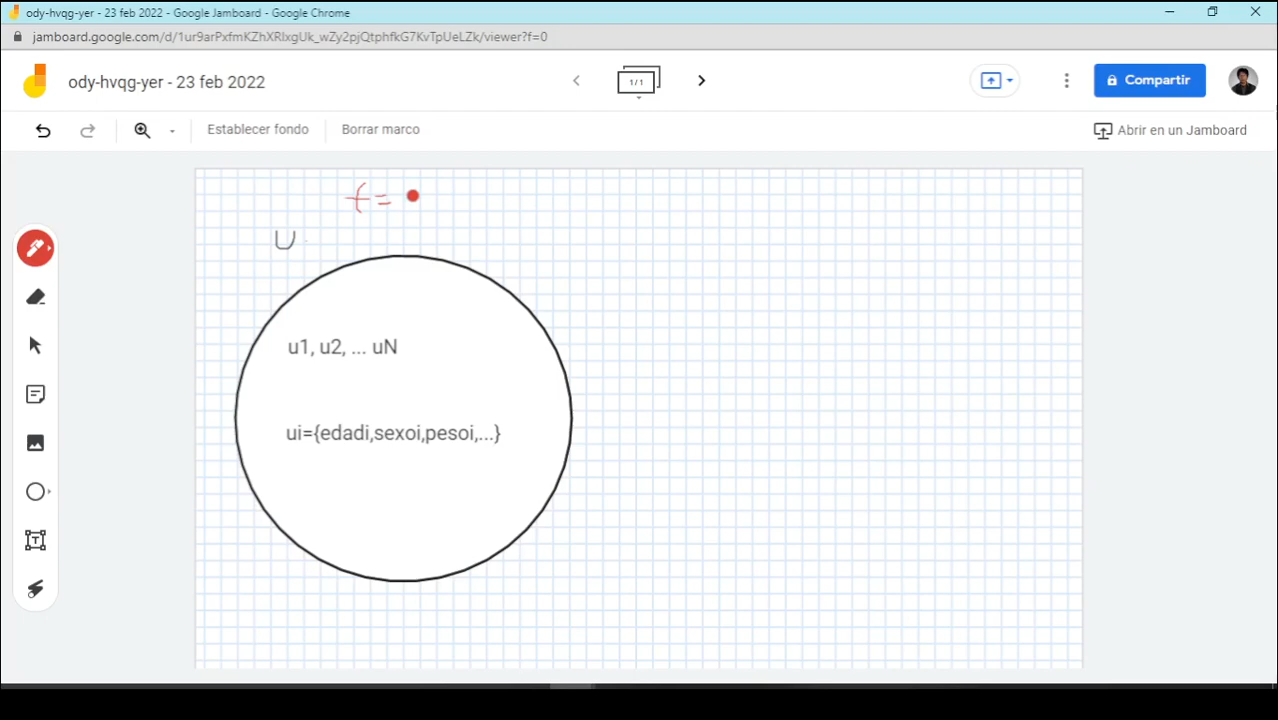 ody-hvqg-yer - 23 feb 2022 - Google Jamboard - Google Chrome
jamboard.google.com/d/1ur9arPxfmKZhXRlxgUk_wZy2pjQtphfkG7KvTpUeLZk/viewer?f=0
ody-hvqg-yer - 23 feb 2022
1/1
Compartir
Establecer fondo
Borrar marco
Abrir en un Jamboard
f=
U
u1, u2, ... uN
ui={edadi,sexoi,pesoi,...}
T